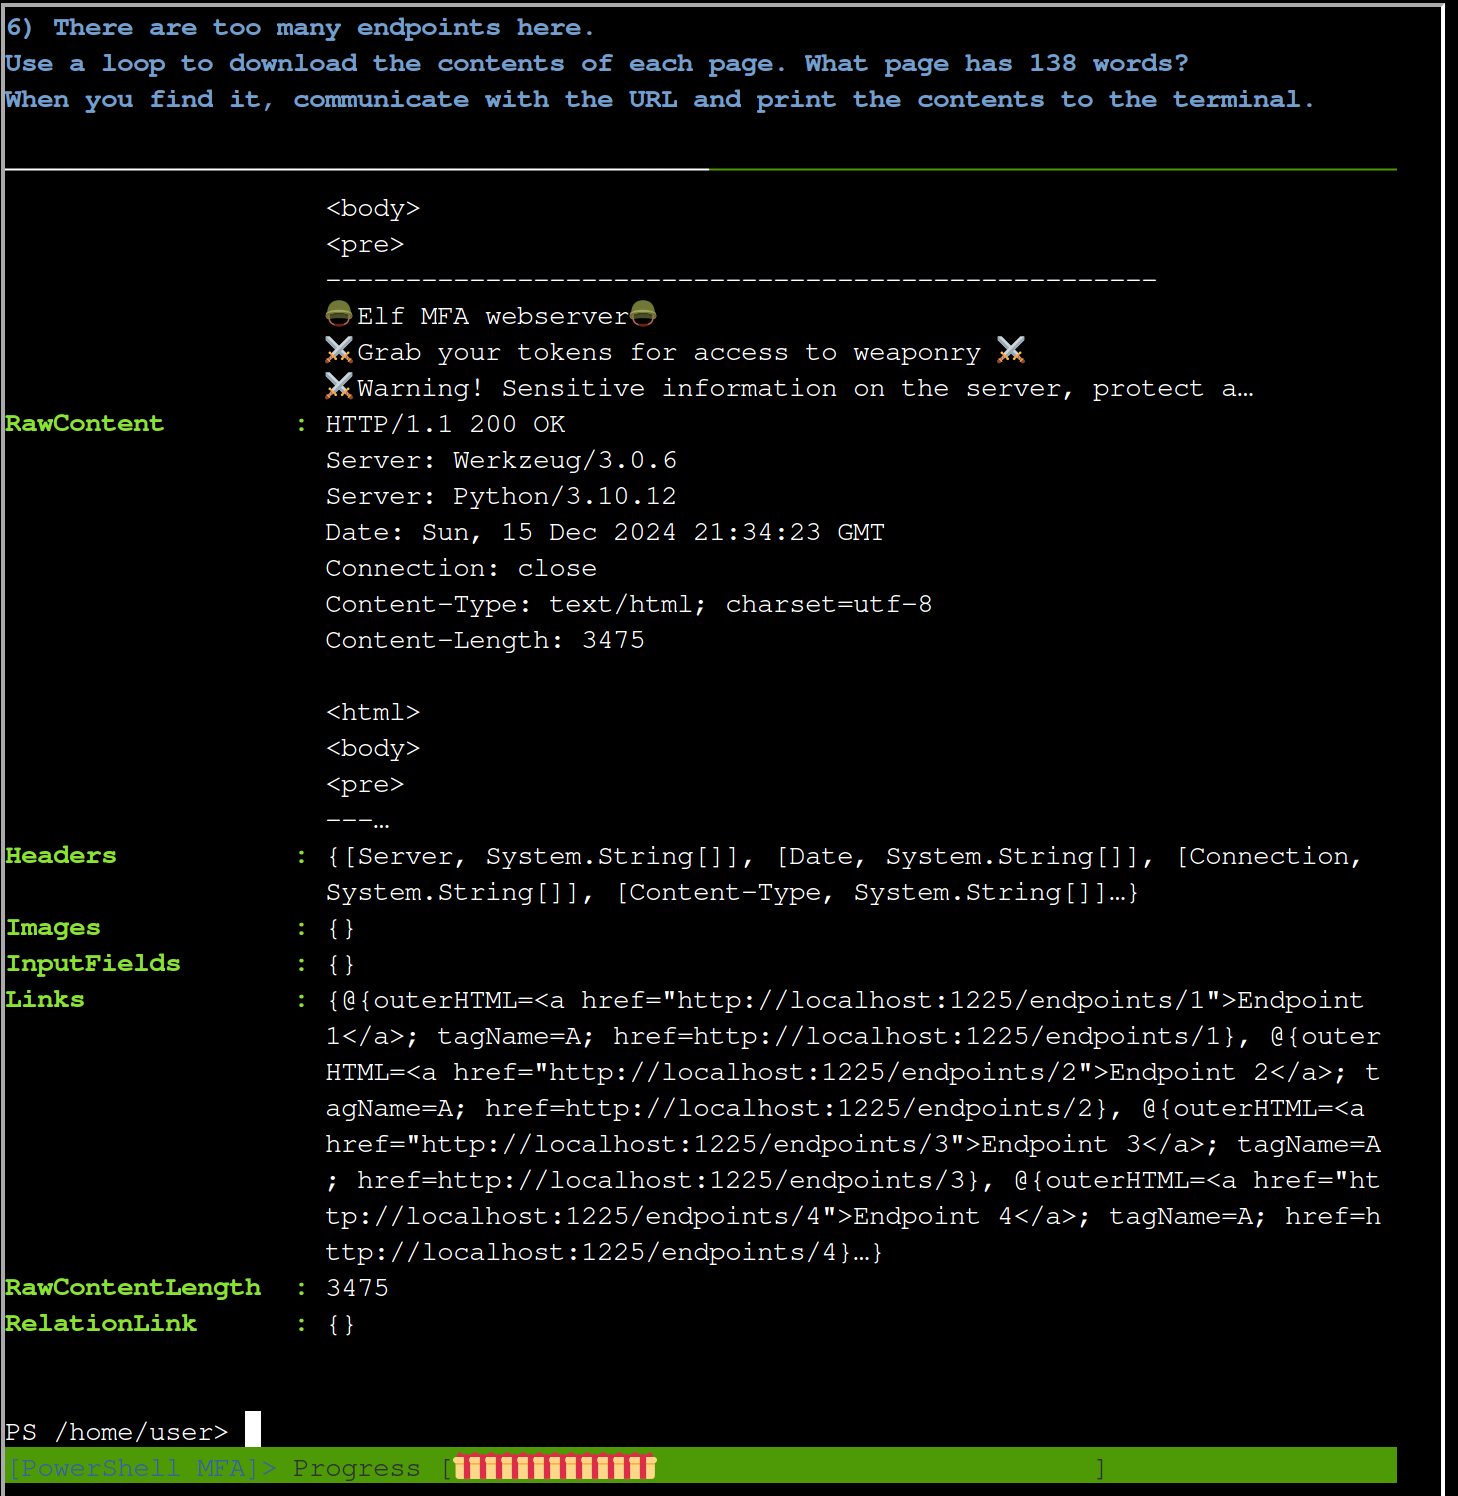 6) There are too many endpoints here.
Use a loop to download the contents of each page. What page has 138 words?
When you find it, communicate with the URL and print the contents to the terminal.
<body>
<pre>
----------------------------------------------------
🪖Elf MFA webserver🪖
⚔️Grab your tokens for access to weaponry ⚔️
⚔️Warning! Sensitive information on the server, protect a…
RawContent : HTTP/1.1 200 OK
Server: Werkzeug/3.0.6
Server: Python/3.10.12
Date: Sun, 15 Dec 2024 21:34:23 GMT
Connection: close
Content-Type: text/html; charset=utf-8
Content-Length: 3475
<html>
<body>
<pre>
---…
Headers : {[Server, System.String[]], [Date, System.String[]], [Connection,
System.String[]], [Content-Type, System.String[]]…}
Images : {}
InputFields : {}
Links : {@{outerHTML=<a href="http://localhost:1225/endpoints/1">Endpoint
1</a>; tagName=A; href=http://localhost:1225/endpoints/1}, @{outer
HTML=<a href="http://localhost:1225/endpoints/2">Endpoint 2</a>; t
agName=A; href=http://localhost:1225/endpoints/2}, @{outerHTML=<a
href="http://localhost:1225/endpoints/3">Endpoint 3</a>; tagName=A
; href=http://localhost:1225/endpoints/3}, @{outerHTML=<a href="ht
tp://localhost:1225/endpoints/4">Endpoint 4</a>; tagName=A; href=h
ttp://localhost:1225/endpoints/4}…}
RawContentLength : 3475
RelationLink : {}
PS /home/user>
[PowerShell MFA]> Progress [🎁🎁🎁🎁🎁🎁🎁🎁🎁🎁🎁🎁🎁 ]